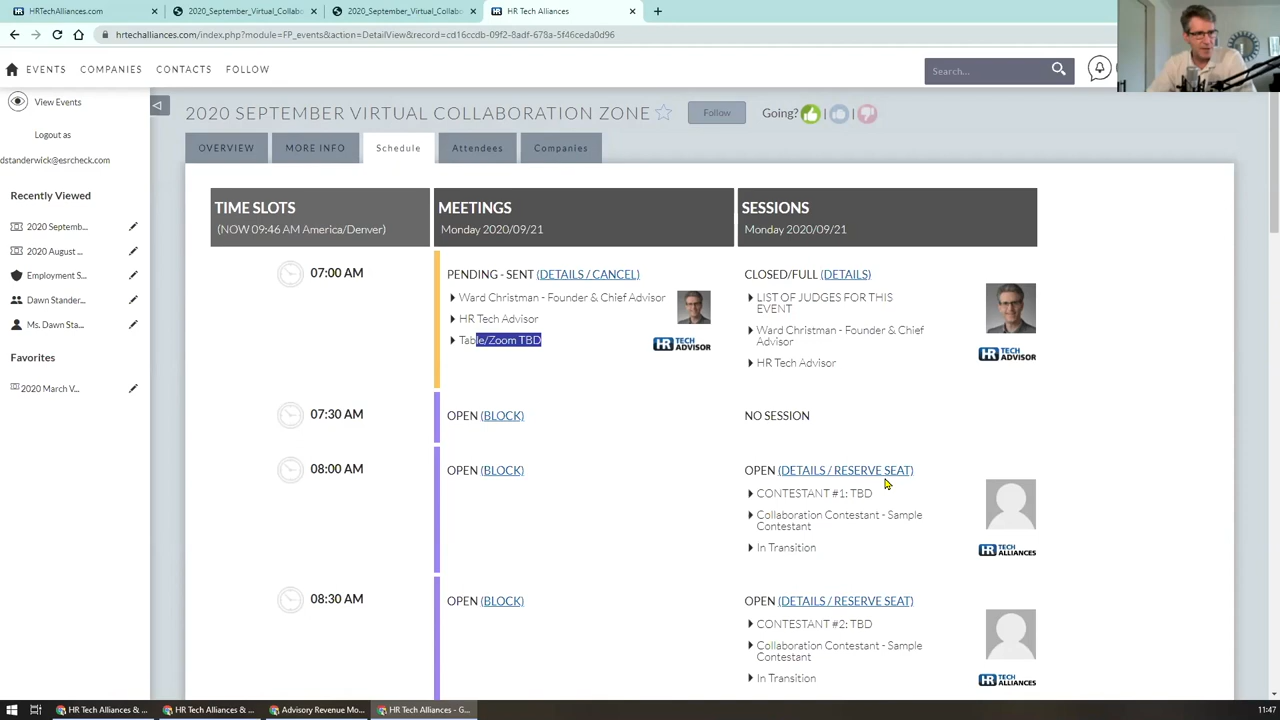 HRTechAlliances.com
2020_September_Virtual_Collabo
2020_September_Virtual_Collabo
HR Tech Alliances
hrtechalliances.com/index.php?module=FP_events&action=DetailView&record=cd16ccdb-09f2-8adf-678a-5f46ceda0d96
EVENTS COMPANIES CONTACTS FOLLOW
Search...
View Events
Logout as
dstanderwick@esrcheck.com
Recently Viewed
2020 Septemb...
2020 August ...
Employment S...
Dawn Stander...
Ms. Dawn Sta...
Favorites
2020 March V...
2020 SEPTEMBER VIRTUAL COLLABORATION ZONE
Follow
Going? | |
OVERVIEW
MORE INFO
Schedule
Attendees
Companies
TIME SLOTS
(NOW 09:46 AM America/Denver)
MEETINGS
Monday 2020/09/21
SESSIONS
Monday 2020/09/21
07:00 AM
PENDING - SENT (DETAILS / CANCEL)
Ward Christman - Founder & Chief Advisor
HR Tech Advisor
Table/Zoom TBD
HR TECH ADVISOR
CLOSED/FULL (DETAILS)
LIST OF JUDGES FOR THIS
EVENT
Ward Christman - Founder & Chief
Advisor
HR Tech Advisor
HR TECH ADVISOR
07:30 AM
OPEN (BLOCK)
NO SESSION
08:00 AM
OPEN (BLOCK)
OPEN (DETAILS / RESERVE SEAT)
CONTESTANT #1: TBD
Collaboration Contestant - Sample
Contestant
In Transition
HR TECH ALLIANCES
08:30 AM
OPEN (BLOCK)
OPEN (DETAILS / RESERVE SEAT)
CONTESTANT #2: TBD
Collaboration Contestant - Sample
Contestant
In Transition
HR TECH ALLIANCES
HR Tech Alliances & ...
HR Tech Alliances & ...
Advisory Revenue Mo...
HR Tech Alliances - G...
11:47